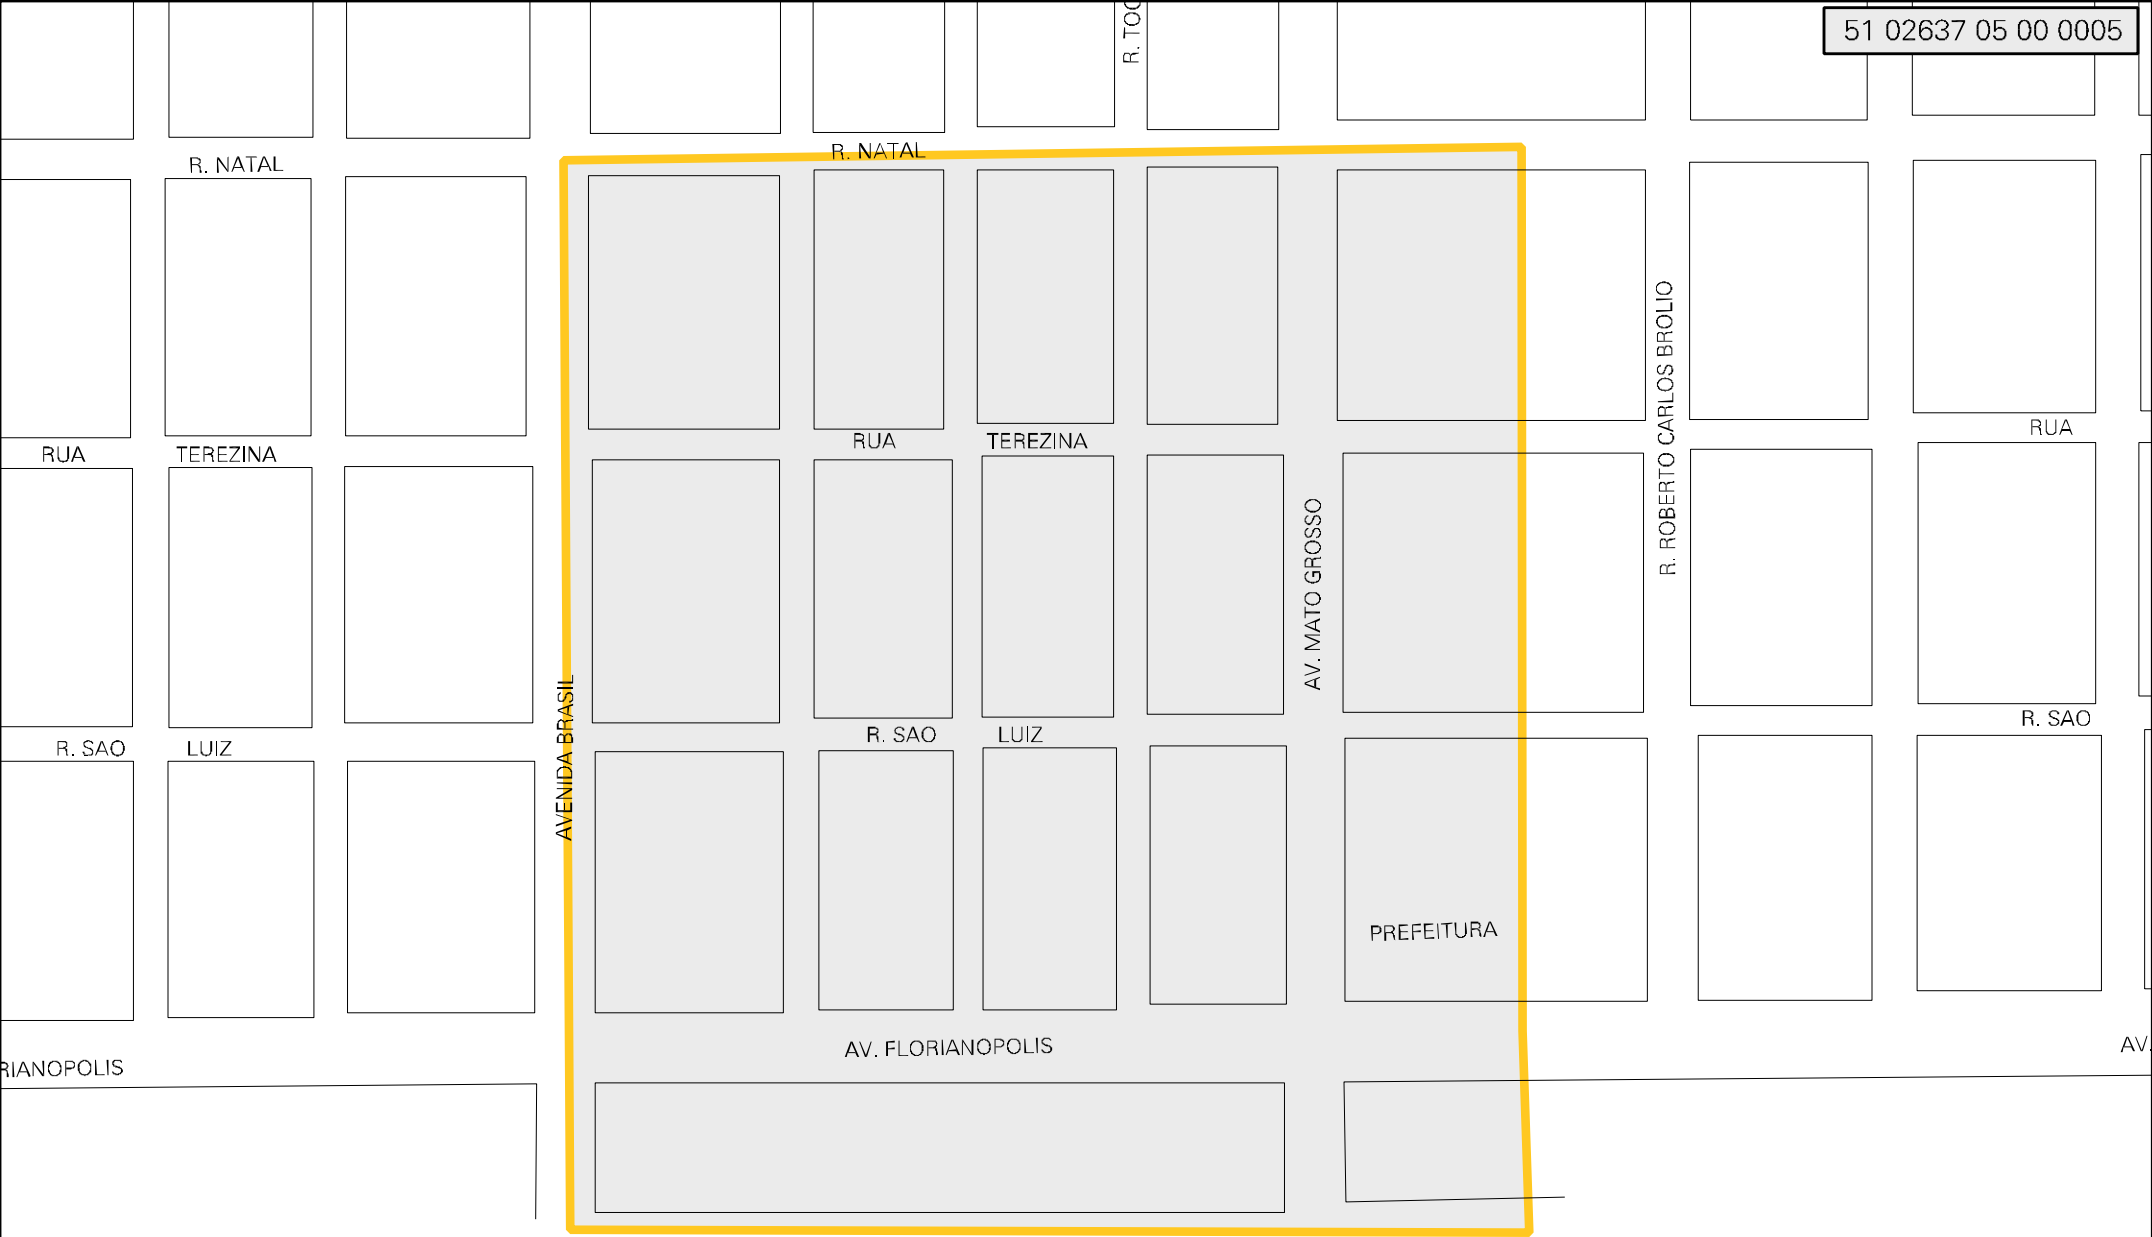 51 02637 05 00 0005
R. NATAL
R. NATAL
R. ROBERTO CARLOS BROLIO
RUA TEREZINA
RUA TEREZINA
RUA
AV. MATO GROSSO
AVENIDA BRASIL
R. SAO LUIZ
R. SAO LUIZ
R. SAO
PREFEITURA
AV. FLORIANOPOLIS
RIANOPOLIS
AV.